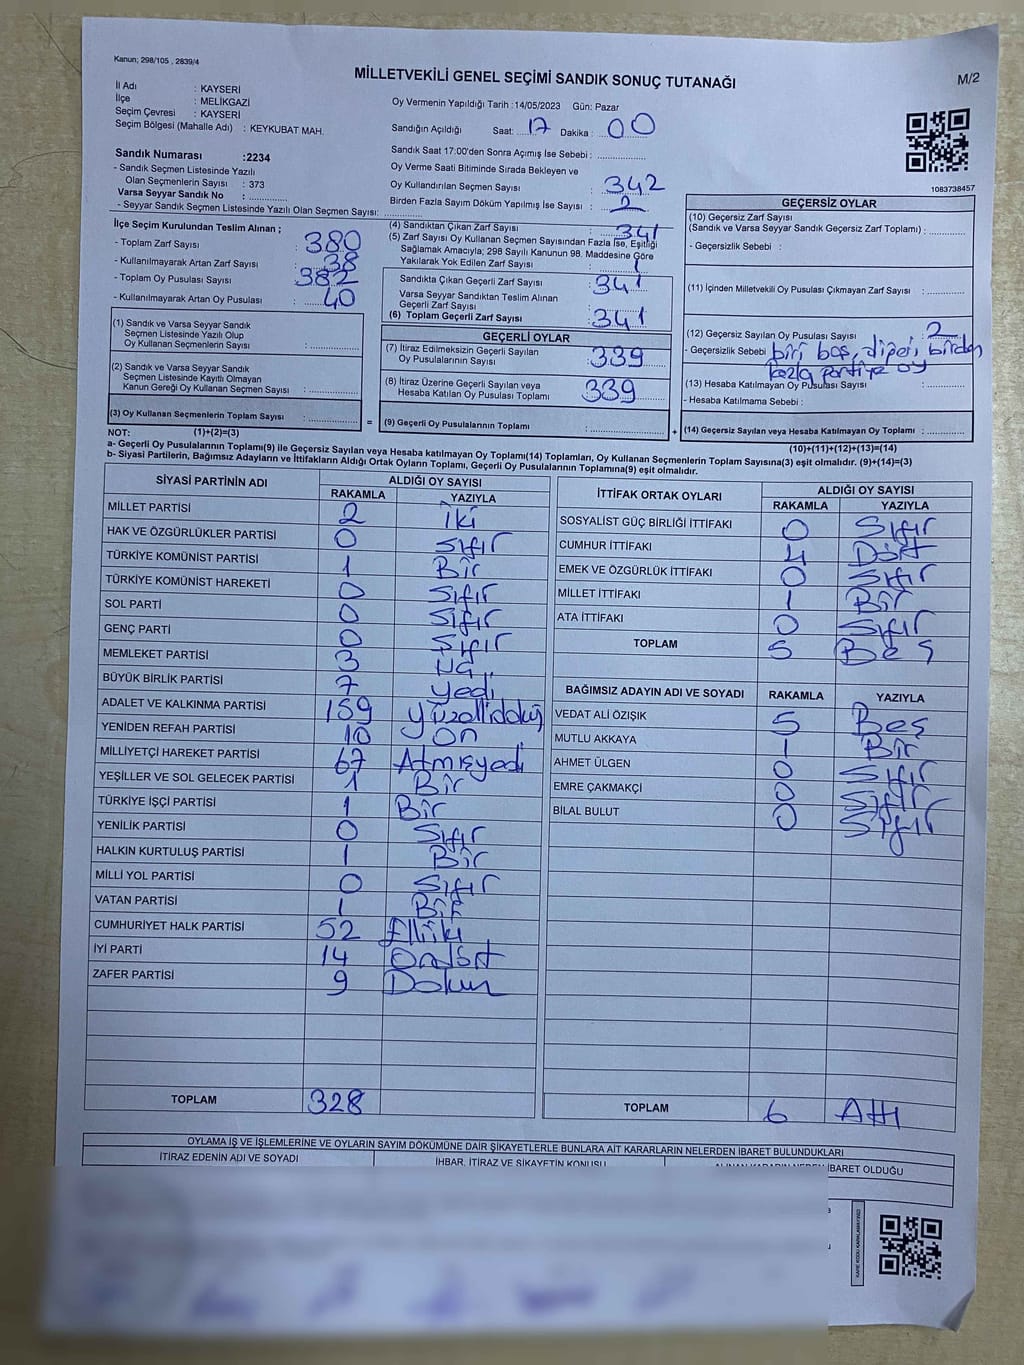 Kanun; 298/105 , 2839/4
MİLLETVEKİLİ GENEL SEÇİMİ SANDIK SONUÇ TUTANAĞI
M/2
İl Adı : KAYSERİ
İlçe : MELİKGAZİ
Seçim Çevresi : KAYSERİ
Seçim Bölgesi (Mahalle Adı) : KEYKUBAT MAH.
Oy Vermenin Yapıldığı Tarih :14/05/2023 Gün: Pazar
Sandığın Açıldığı Saat: 17 Dakika : 00
Sandık Saat 17:00'den Sonra Açımış İse Sebebi :
Sandık Numarası :2234
- Sandık Seçmen Listesinde Yazılı
Olan Seçmenlerin Sayısı : 373
Varsa Seyyar Sandık No :
- Seyyar Sandık Seçmen Listesinde Yazılı Olan Seçmen Sayısı:
Oy Verme Saati Bitiminde Sırada Bekleyen ve
Oy Kullandırılan Seçmen Sayısı : 342
Birden Fazla Sayım Döküm Yapılmış İse Sayısı : 2
1083738457
İlçe Seçim Kurulundan Teslim Alınan ;
- Toplam Zarf Sayısı : 380
- Kullanılmayarak Artan Zarf Sayısı : 38
- Toplam Oy Pusulası Sayısı : 382
- Kullanılmayarak Artan Oy Pusulası : 40
(1) Sandık ve Varsa Seyyar Sandık
Seçmen Listesinde Yazılı Olup
Oy Kullanan Seçmenlerin Sayısı :
(2) Sandık ve Varsa Seyyar Sandık
Seçmen Listesinde Kayıtlı Olmayan
Kanun Gereği Oy Kullanan Seçmen Sayısı :
(3) Oy Kullanan Seçmenlerin Toplam Sayısı :
(4) Sandıktan Çıkan Zarf Sayısı : 341
(5) Zarf Sayısı Oy Kullanan Seçmen Sayısından Fazla İse, Eşitliği
Sağlamak Amacıyla; 298 Sayılı Kanunun 98. Maddesine Göre
Yakılarak Yok Edilen Zarf Sayısı : 1
Sandıkta Çıkan Geçerli Zarf Sayısı : 341
Varsa Seyyar Sandıktan Teslim Alınan
Geçerli Zarf Sayısı :
(6) Toplam Geçerli Zarf Sayısı : 341
GEÇERLİ OYLAR
(7) İtiraz Edilmeksizin Geçerli Sayılan
Oy Pusulalarının Sayısı : 339
(8) İtiraz Üzerine Geçerli Sayılan veya
Hesaba Katılan Oy Pusulası Toplamı : 339
= (9) Geçerli Oy Pusulalarının Toplamı :
GEÇERSİZ OYLAR
(10) Geçersiz Zarf Sayısı
(Sandık ve Varsa Seyyar Sandık Geçersiz Zarf Toplamı) :
- Geçersizlik Sebebi :
(11) İçinden Milletvekili Oy Pusulası Çıkmayan Zarf Sayısı :
(12) Geçersiz Sayılan Oy Pusulası Sayısı : 2
- Geçersizlik Sebebi : biri boş, diğeri birden
fazla partiye oy
(13) Hesaba Katılmayan Oy Pusulası Sayısı :
- Hesaba Katılmama Sebebi :
+ (14) Geçersiz Sayılan veya Hesaba Katılmayan Oy Toplamı :
NOT: (1)+(2)=(3)
(10)+(11)+(12)+(13)=(14)
a- Geçerli Oy Pusulalarının Toplamı(9) ile Geçersiz Sayılan veya Hesaba katılmayan Oy Toplamı(14) Toplamları, Oy Kullanan Seçmenlerin Toplam Sayısına(3) eşit olmalıdır. (9)+(14)=(3)
b- Siyasi Partilerin, Bağımsız Adayların ve İttifakların Aldığı Ortak Oyların Toplamı, Geçerli Oy Pusulalarının Toplamına(9) eşit olmalıdır.
SİYASİ PARTİNİN ADI ALDIĞI OY SAYISI
RAKAMLA YAZIYLA
MİLLET PARTİSİ 2 İki
HAK VE ÖZGÜRLÜKLER PARTİSİ 0 Sıfır
TÜRKİYE KOMÜNİST PARTİSİ 1 Bir
TÜRKİYE KOMÜNİST HAREKETİ 0 Sıfır
SOL PARTİ 0 Sıfır
GENÇ PARTİ 0 Sıfır
MEMLEKET PARTİSİ 3 Üç
BÜYÜK BİRLİK PARTİSİ 7 Yedi
ADALET VE KALKINMA PARTİSİ 159 Yüzellidokuz
YENİDEN REFAH PARTİSİ 10 On
MİLLİYETÇİ HAREKET PARTİSİ 67 Atmışyedi
YEŞİLLER VE SOL GELECEK PARTİSİ 1 Bir
TÜRKİYE İŞÇİ PARTİSİ 1 Bir
YENİLİK PARTİSİ 0 Sıfır
HALKIN KURTULUŞ PARTİSİ 1 Bir
MİLLİ YOL PARTİSİ 0 Sıfır
VATAN PARTİSİ 1 Bir
CUMHURİYET HALK PARTİSİ 52 Elliiki
İYİ PARTİ 14 Ondört
ZAFER PARTİSİ 9 Dokuz
TOPLAM 328
İTTİFAK ORTAK OYLARI ALDIĞI OY SAYISI
RAKAMLA YAZIYLA
SOSYALİST GÜÇ BİRLİĞİ İTTİFAKI 0 Sıfır
CUMHUR İTTİFAKI 4 Dört
EMEK VE ÖZGÜRLÜK İTTİFAKI 0 Sıfır
MİLLET İTTİFAKI 1 Bir
ATA İTTİFAKI 0 Sıfır
TOPLAM 5 Beş
BAĞIMSIZ ADAYIN ADI VE SOYADI RAKAMLA YAZIYLA
VEDAT ALİ ÖZIŞIK 5 Beş
MUTLU AKKAYA 1 Bir
AHMET ÜLGEN 0 Sıfır
EMRE ÇAKMAKÇİ 0 Sıfır
BİLAL BULUT 0 Sıfır
TOPLAM 6 Altı
OYLAMA İŞ VE İŞLEMLERİNE VE OYLARIN SAYIM DÖKÜMÜNE DAİR ŞİKAYETLERLE BUNLARA AİT KARARLARIN NELERDEN İBARET BULUNDUKLARI
İTİRAZ EDENİN ADI VE SOYADI İHBAR, İTİRAZ VE ŞİKAYETİN KONUSU ALINAN KARARIN NEDEN İBARET OLDUĞU